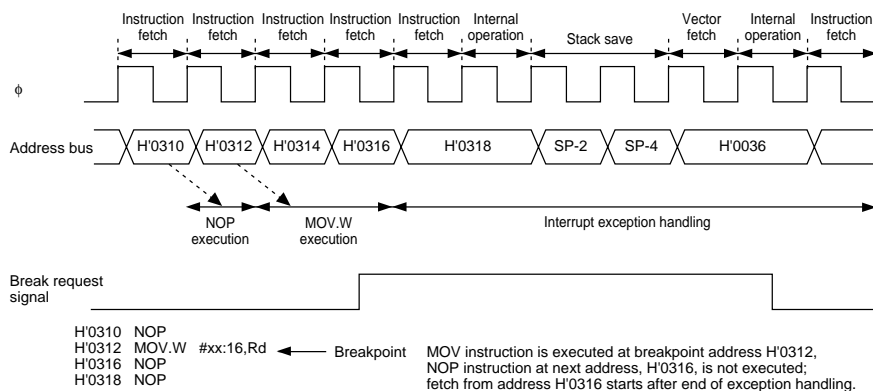 Instruction fetch
Instruction fetch
Instruction fetch
Instruction fetch
Instruction fetch
Internal operation
Stack save
Vector fetch
Internal operation
Instruction fetch
φ
Address bus
H'0310
H'0312
H'0314
H'0316
H'0318
SP-2
SP-4
H'0036
NOP execution
MOV.W execution
Interrupt exception handling
Break request signal
H'0310 NOP
H'0312 MOV.W #xx:16,Rd
H'0316 NOP
H'0318 NOP
Breakpoint
MOV instruction is executed at breakpoint address H'0312,
NOP instruction at next address, H'0316, is not executed;
fetch from address H'0316 starts after end of exception handling.